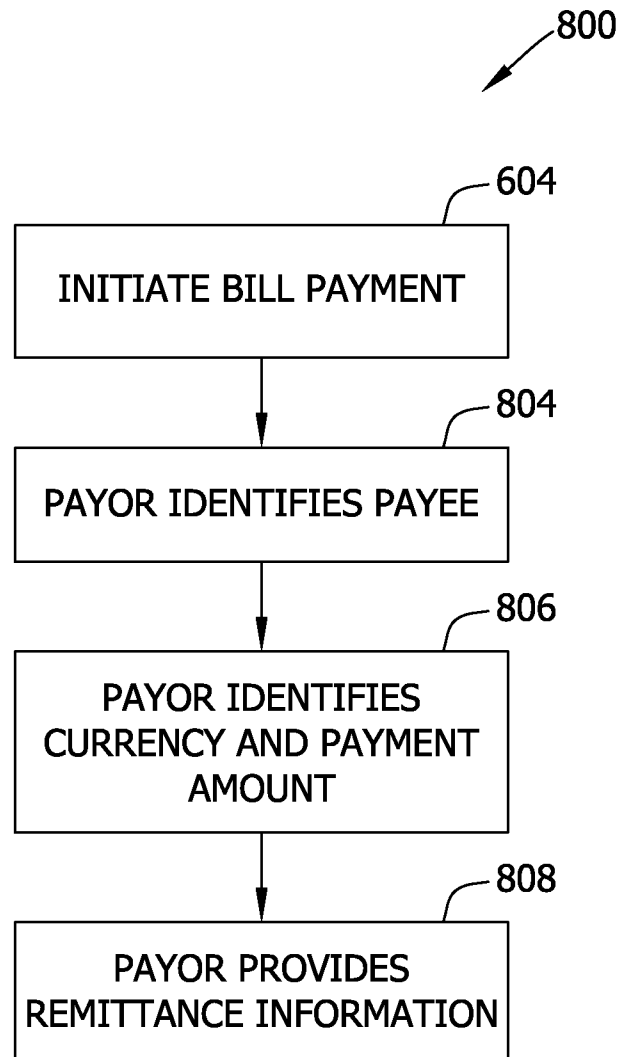 800
604
INITIATE BILL PAYMENT
804
PAYOR IDENTIFIES PAYEE
806
PAYOR IDENTIFIES
CURRENCY AND PAYMENT
AMOUNT
808
PAYOR PROVIDES
REMITTANCE INFORMATION